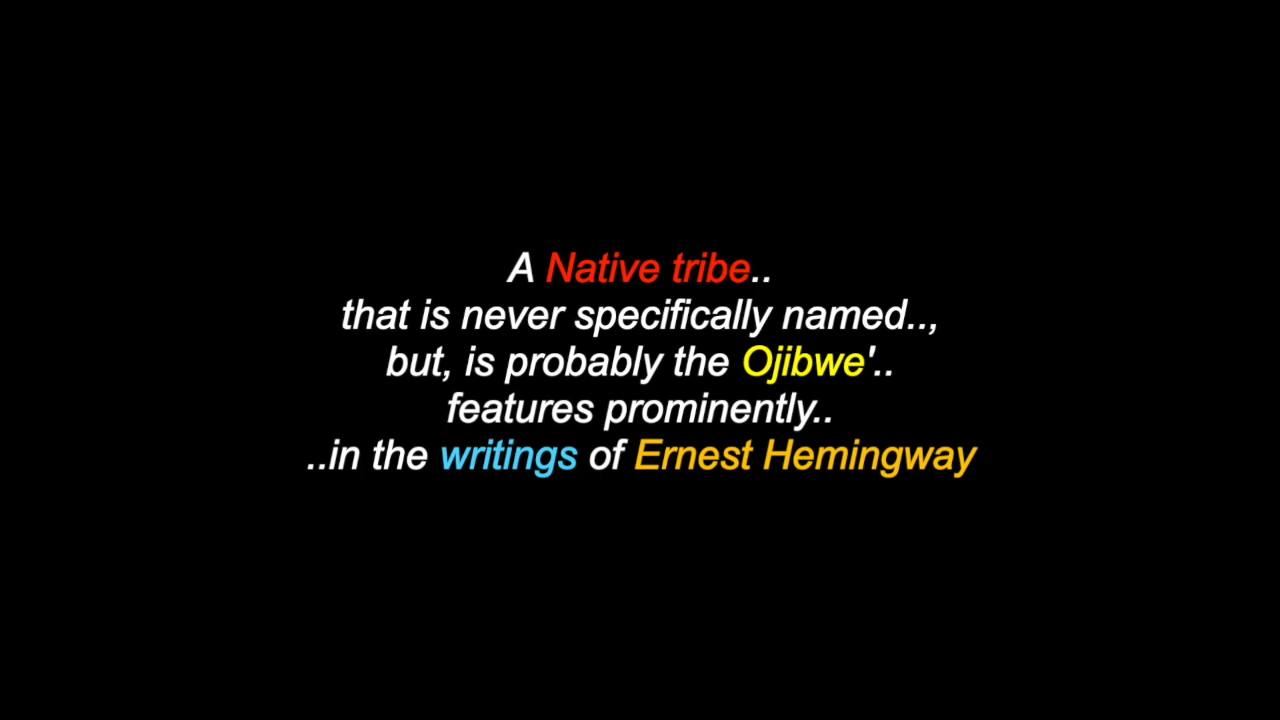 A Native tribe..
that is never specifically named..,
but, is probably the Ojibwe'..
features prominently..
..in the writings of Ernest Hemingway